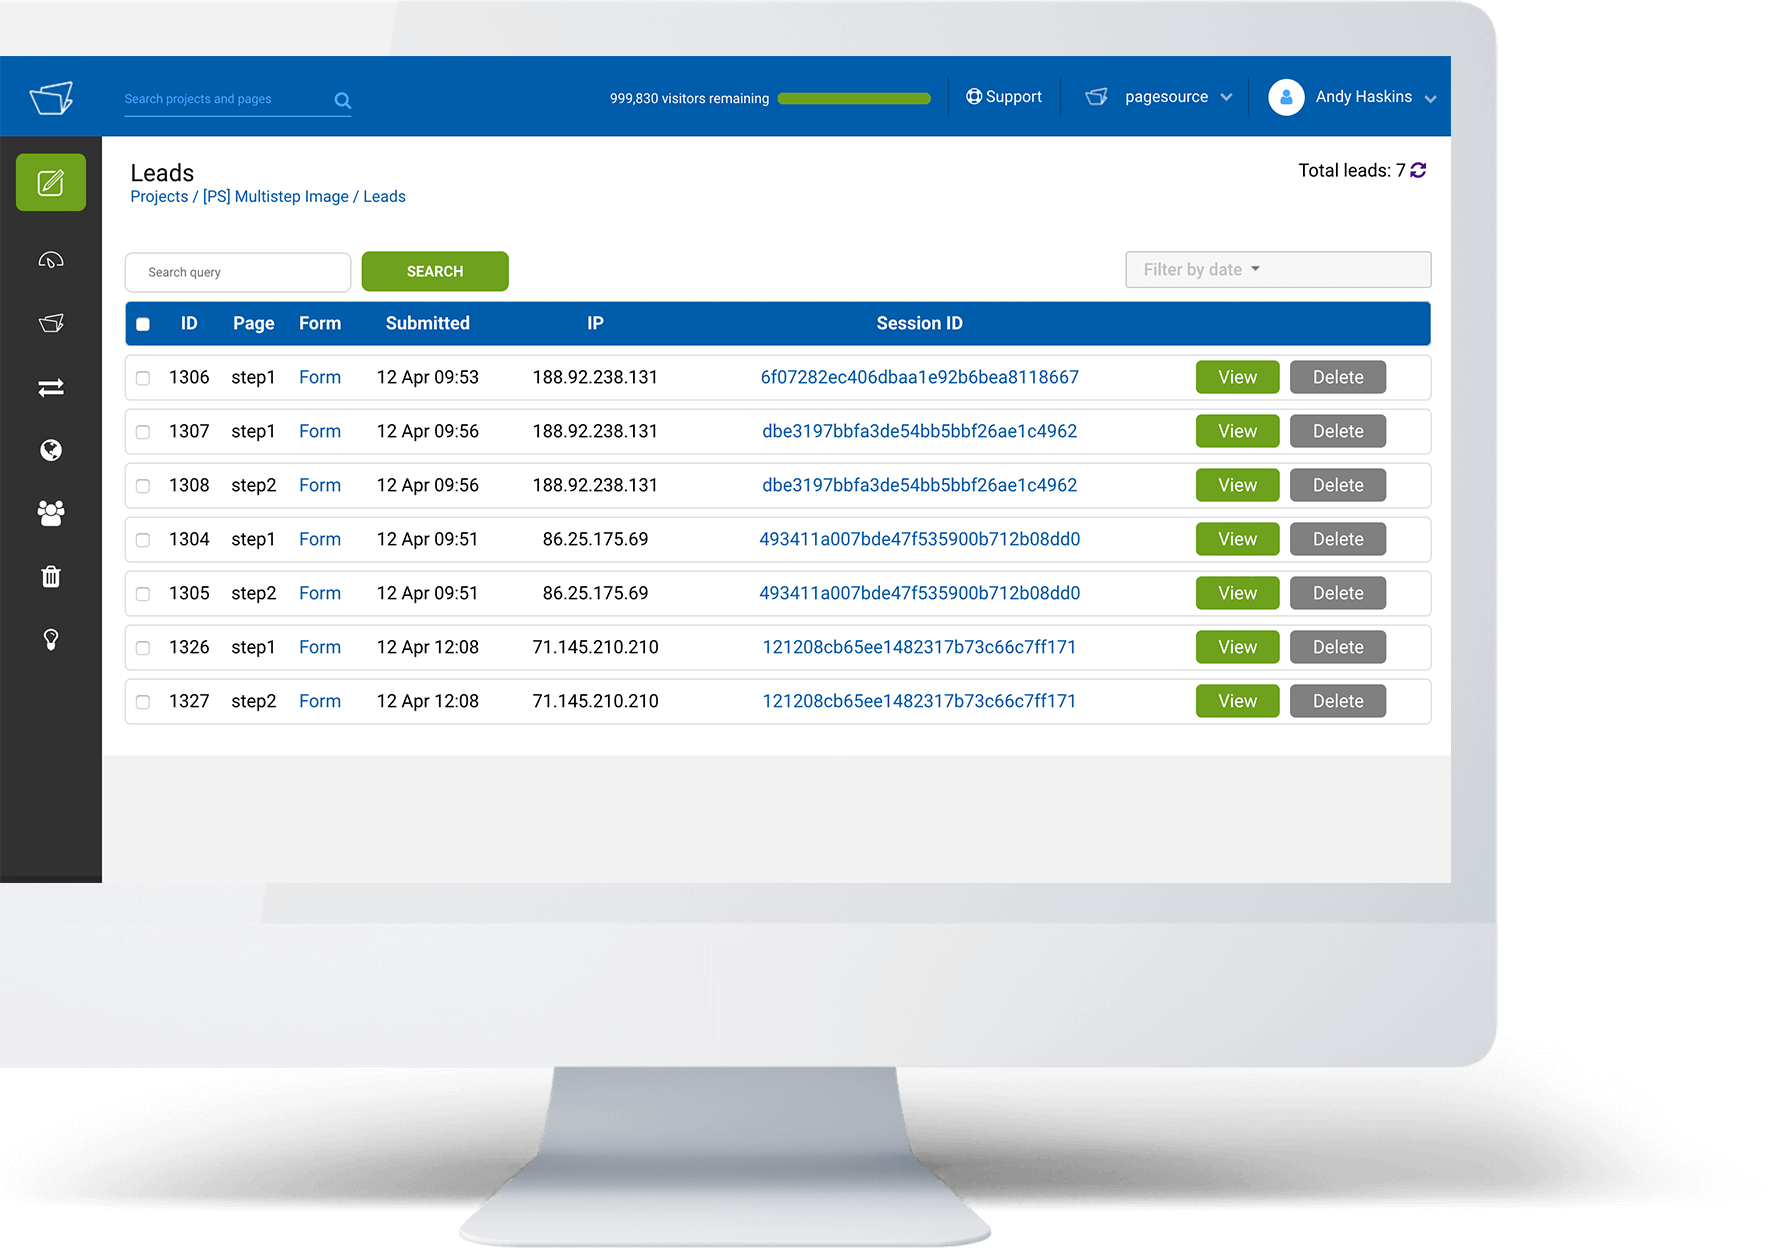 Search projects and pages
999,830 visitors remaining
Support
pagesource
Andy Haskins
Leads
Total leads: 7
Projects / [PS] Multistep Image / Leads
Search query
SEARCH
Filter by date
ID Page Form Submitted IP Session ID
1306 step1 Form 12 Apr 09:53 188.92.238.131 6f07282ec406dbaa1e92b6bea8118667 View Delete
1307 step1 Form 12 Apr 09:56 188.92.238.131 dbe3197bbfa3de54bb5bbf26ae1c4962 View Delete
1308 step2 Form 12 Apr 09:56 188.92.238.131 dbe3197bbfa3de54bb5bbf26ae1c4962 View Delete
1304 step1 Form 12 Apr 09:51 86.25.175.69 493411a007bde47f535900b712b08dd0 View Delete
1305 step2 Form 12 Apr 09:51 86.25.175.69 493411a007bde47f535900b712b08dd0 View Delete
1326 step1 Form 12 Apr 12:08 71.145.210.210 121208cb65ee1482317b73c66c7ff171 View Delete
1327 step2 Form 12 Apr 12:08 71.145.210.210 121208cb65ee1482317b73c66c7ff171 View Delete